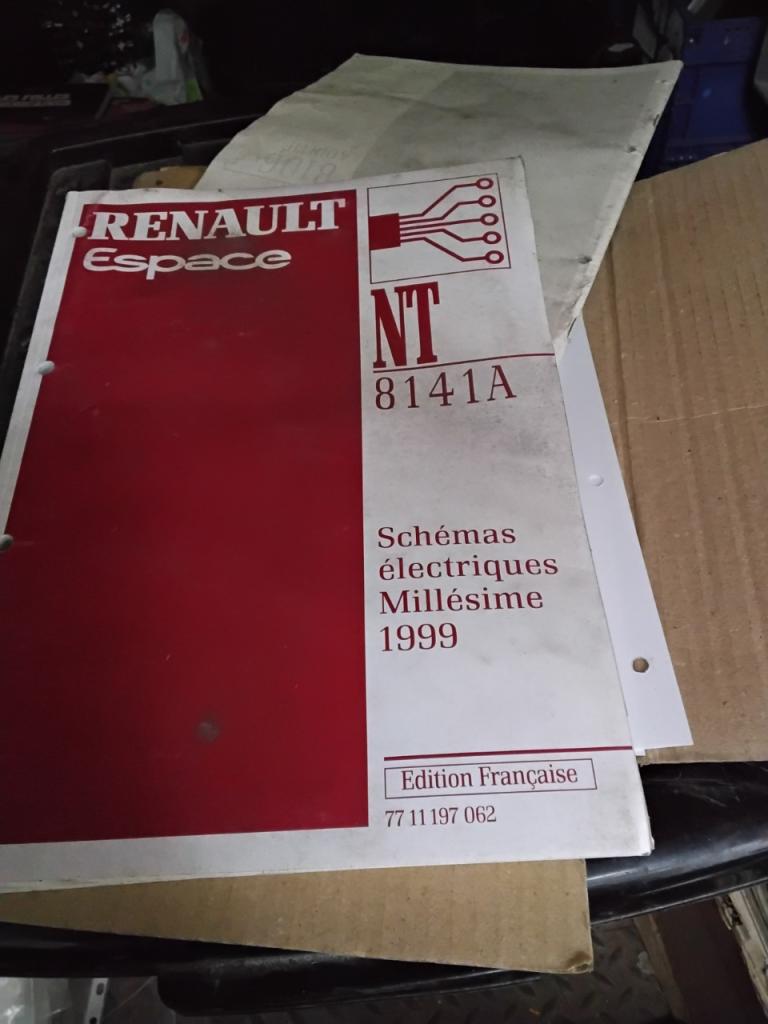 RENAULT
Espace
NT
8141A
Schémas
électriques
Millésime
1999
Edition Française
77 11 197 062